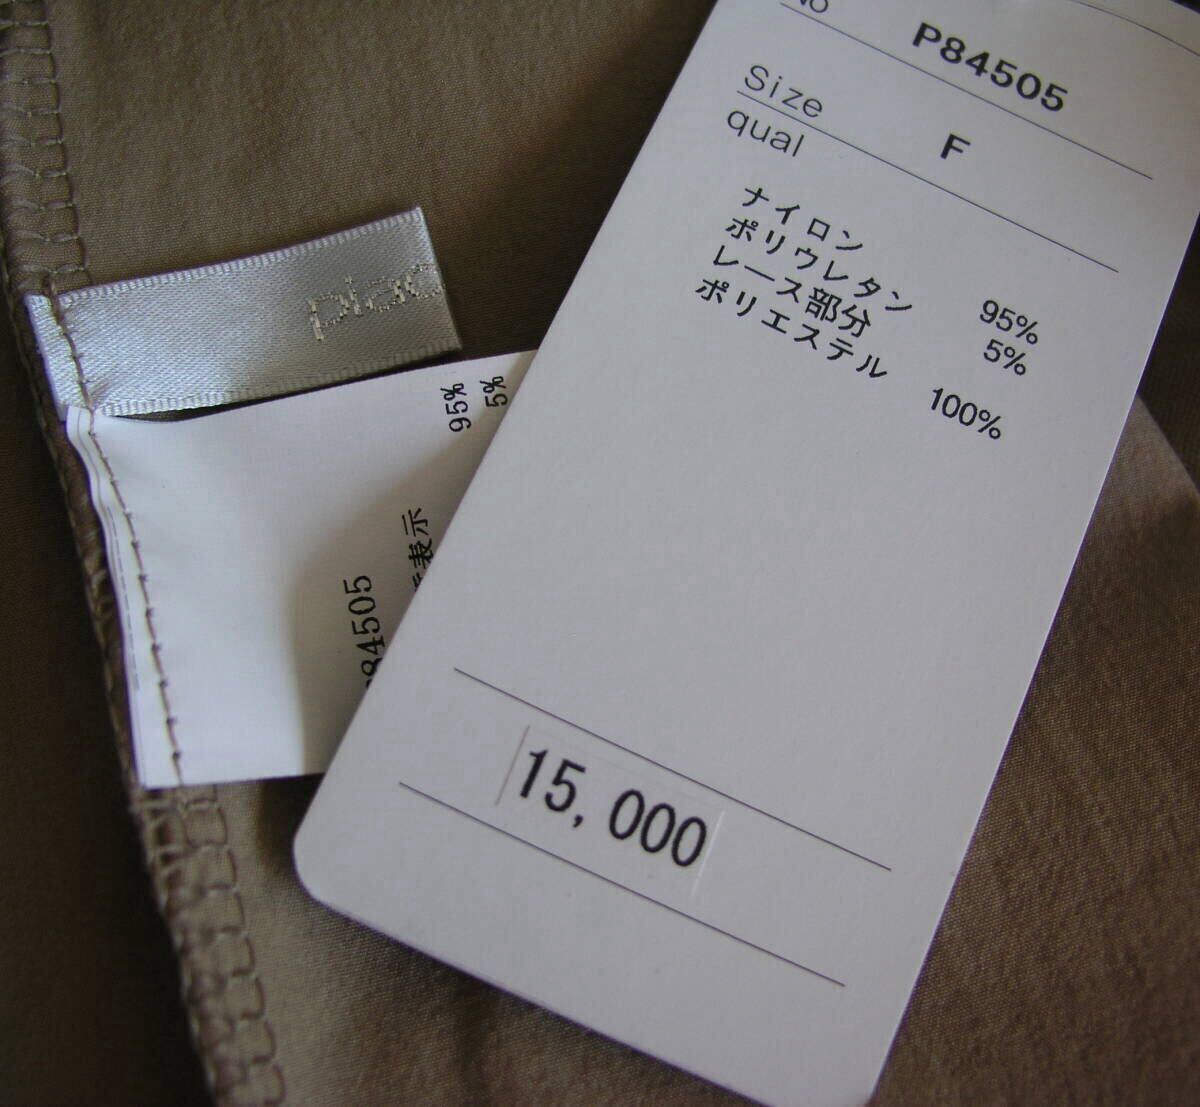 No
P84505
Size F
qual
ナイロン 95%
ポリウレタン 5%
レース部分
ポリエステル 100%
15,000
95%
5%
表示
84505